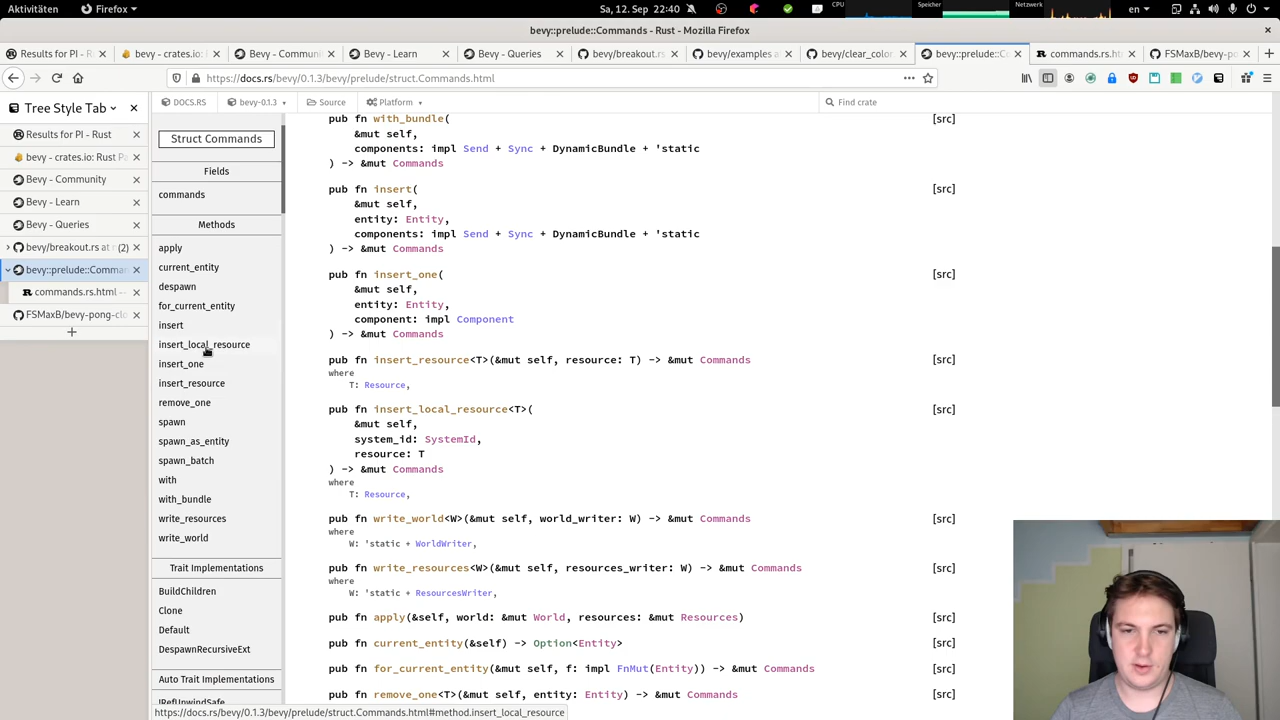 Aktivitäten
Firefox
Sa, 12. Sep 22:40
CPU
Speicher
Netzwerk
en
bevy::prelude::Commands - Rust - Mozilla Firefox
Results for PI - Rust
bevy - crates.io:
Bevy - Commun
Bevy - Learn
Bevy - Queries
bevy/breakout.rs
bevy/examples a
bevy/clear_color
bevy::prelude::C
commands.rs.ht
FSMaxB/bevy-po
https://docs.rs/bevy/0.1.3/bevy/prelude/struct.Commands.html
Tree Style Tab
DOCS.RS
bevy-0.1.3
Source
Platform
Find crate
Results for PI - Rust
bevy - crates.io: Rust Pa
Bevy - Community
Bevy - Learn
Bevy - Queries
bevy/breakout.rs at r (2)
bevy::prelude::Comma
commands.rs.html --
FSMaxB/bevy-pong-clo
Struct Commands
Fields
commands
Methods
apply
current_entity
despawn
for_current_entity
insert
insert_local_resource
insert_one
insert_resource
remove_one
spawn
spawn_as_entity
spawn_batch
with
with_bundle
write_resources
write_world
Trait Implementations
BuildChildren
Clone
Default
DespawnRecursiveExt
Auto Trait Implementations
!RefUnwindSafe
pub fn with_bundle( [src]
&mut self,
components: impl Send + Sync + DynamicBundle + 'static
) -> &mut Commands
pub fn insert( [src]
&mut self,
entity: Entity,
components: impl Send + Sync + DynamicBundle + 'static
) -> &mut Commands
pub fn insert_one( [src]
&mut self,
entity: Entity,
component: impl Component
) -> &mut Commands
pub fn insert_resource<T>(&mut self, resource: T) -> &mut Commands [src]
where
T: Resource,
pub fn insert_local_resource<T>( [src]
&mut self,
system_id: SystemId,
resource: T
) -> &mut Commands
where
T: Resource,
pub fn write_world<W>(&mut self, world_writer: W) -> &mut Commands [src]
where
W: 'static + WorldWriter,
pub fn write_resources<W>(&mut self, resources_writer: W) -> &mut Commands [src]
where
W: 'static + ResourcesWriter,
pub fn apply(&self, world: &mut World, resources: &mut Resources) [src]
pub fn current_entity(&self) -> Option<Entity> [src]
pub fn for_current_entity(&mut self, f: impl FnMut(Entity)) -> &mut Commands [src]
pub fn remove_one<T>(&mut self, entity: Entity) -> &mut Commands [src]
https://docs.rs/bevy/0.1.3/bevy/prelude/struct.Commands.html#method.insert_local_resource